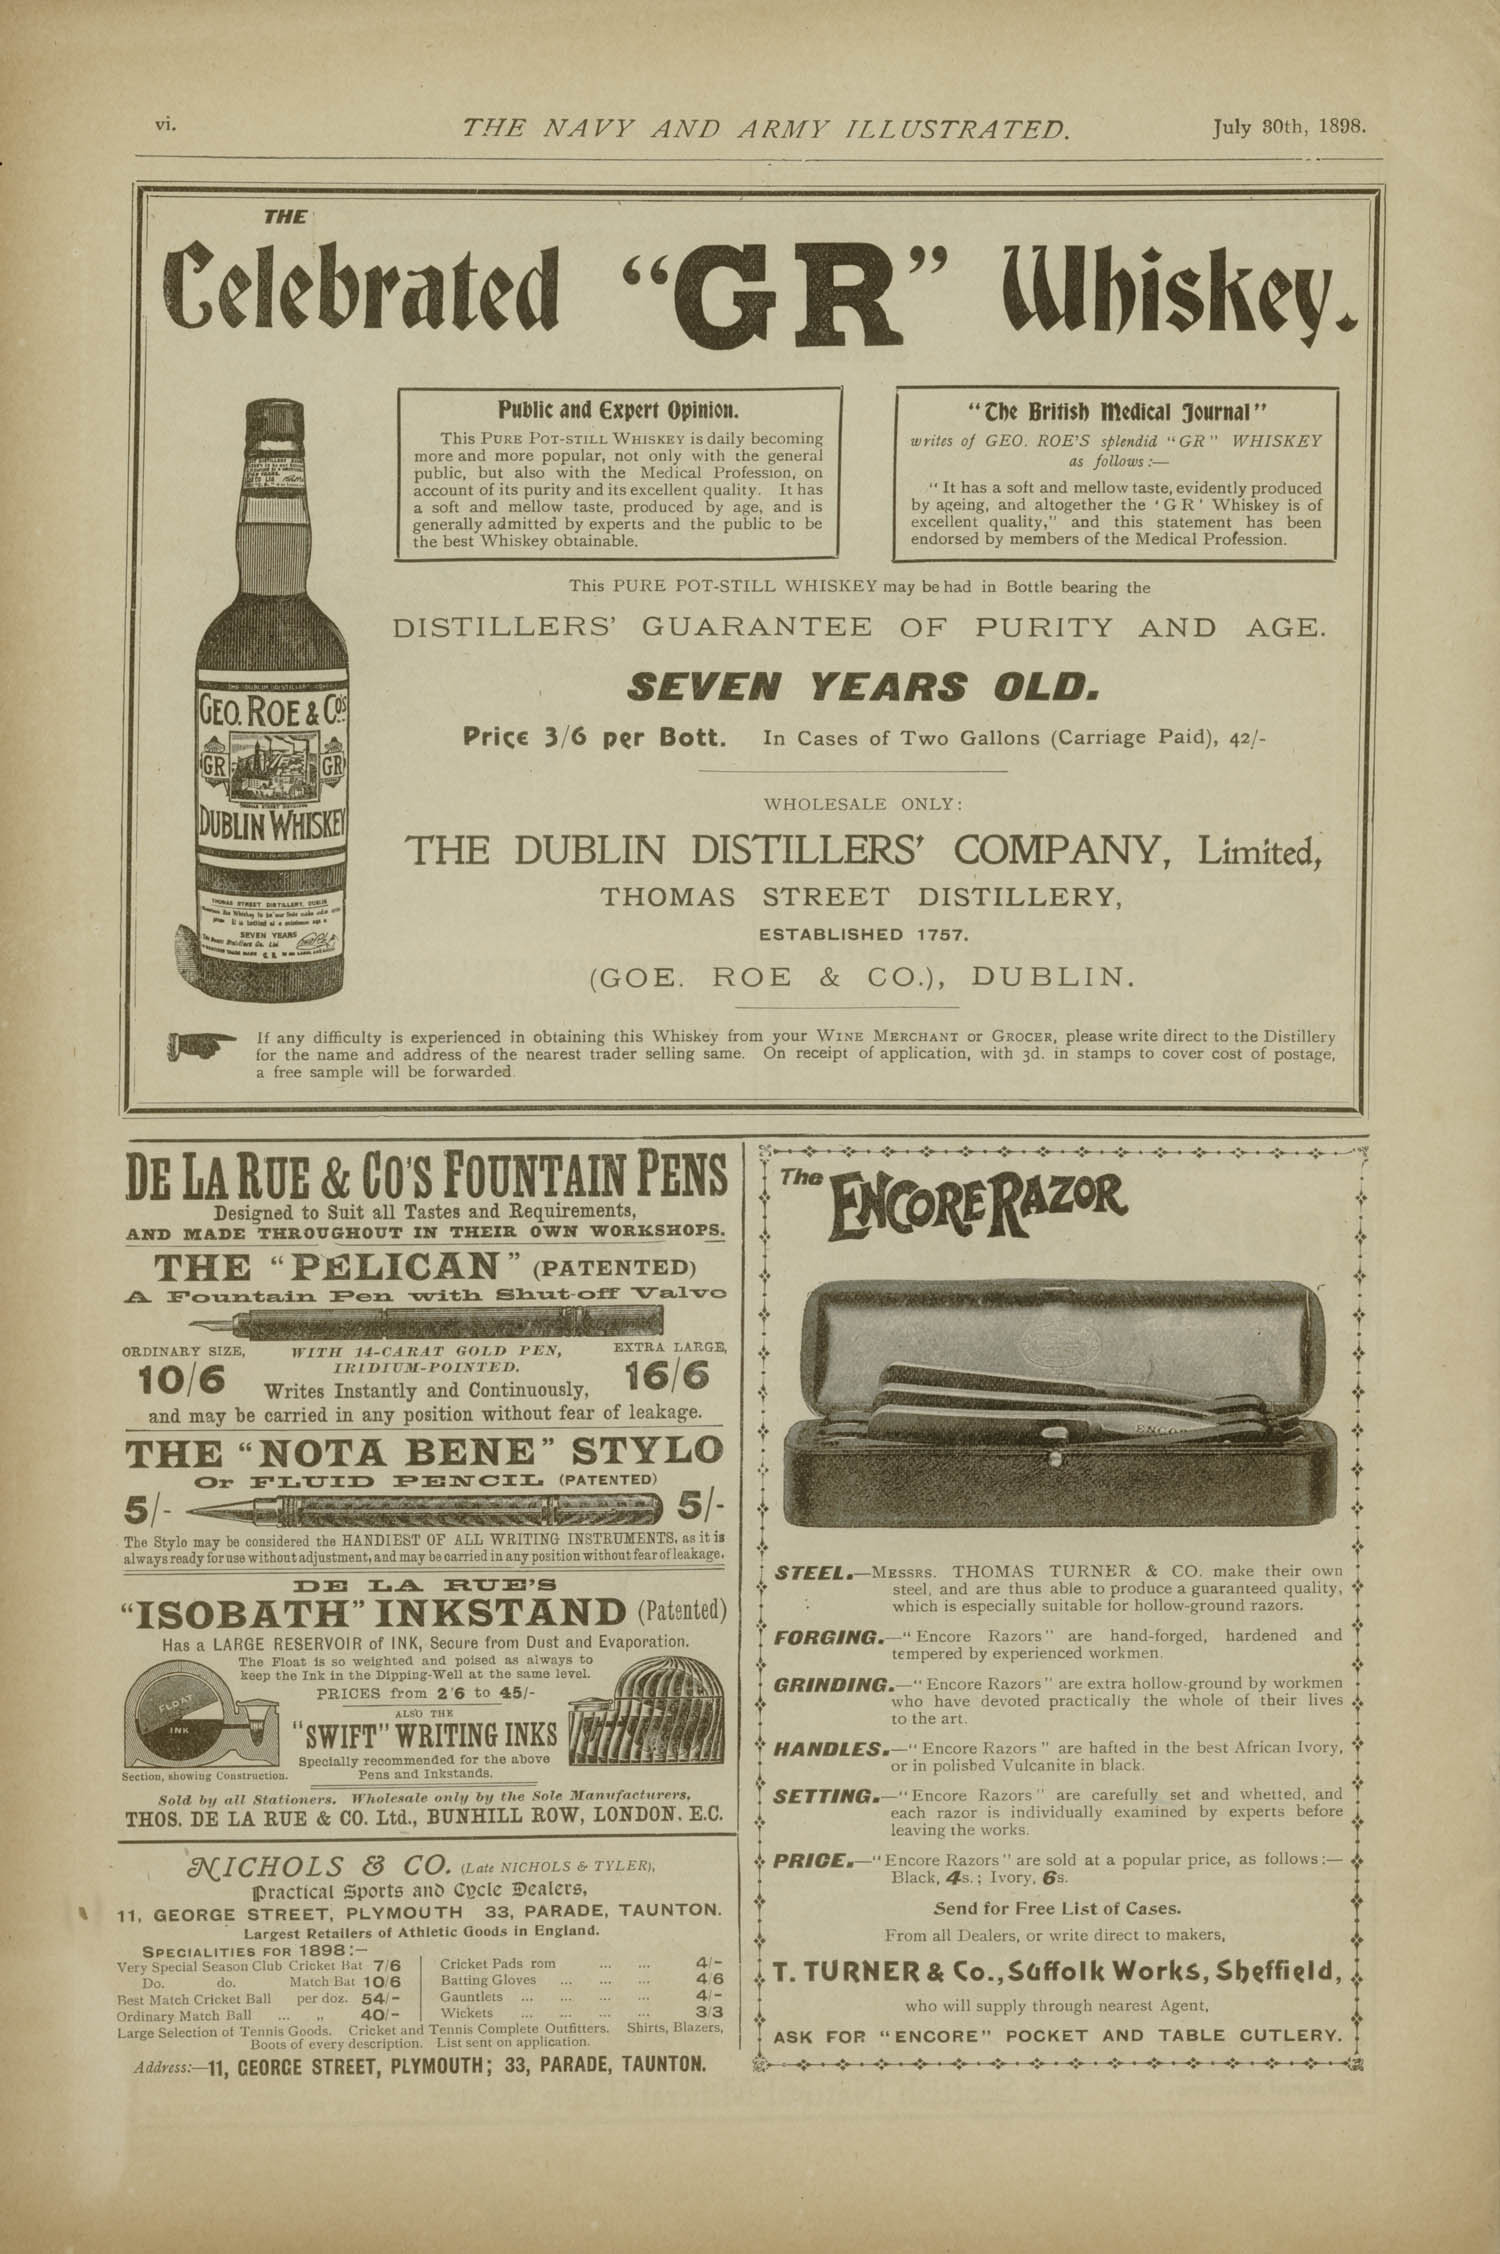 vi.
THE NAVY AND ARMY ILLUSTRATED.
July 30th, 1898.
THE
Celebrated "GR" Whiskey.
Public and Expert Opinion.
This PURE POT-STILL WHISKEY is daily becoming
more and more popular, not only with the general
public, but also with the Medical Profession, on
account of its purity and its excellent quality. It has
a soft and mellow taste, produced by age, and is
generally admitted by experts and the public to be
the best Whiskey obtainable.
"The British Medical Journal"
writes of GEO. ROE'S splendid "GR" WHISKEY
as follows:—
"It has a soft and mellow taste, evidently produced
by ageing, and altogether the 'GR' Whiskey is of
excellent quality," and this statement has been
endorsed by members of the Medical Profession.
GEO. ROE & Co's
GR GR
DUBLIN WHISKEY
THOMAS STREET DISTILLERY, DUBLIN
SEVEN YEARS
This PURE POT-STILL WHISKEY may be had in Bottle bearing the
DISTILLERS' GUARANTEE OF PURITY AND AGE.
SEVEN YEARS OLD.
Price 3/6 per Bott. In Cases of Two Gallons (Carriage Paid), 42/-
WHOLESALE ONLY:
THE DUBLIN DISTILLERS' COMPANY, Limited,
THOMAS STREET DISTILLERY,
ESTABLISHED 1757.
(GOE. ROE & CO.), DUBLIN.
If any difficulty is experienced in obtaining this Whiskey from your WINE MERCHANT or GROCER, please write direct to the Distillery
for the name and address of the nearest trader selling same. On receipt of application, with 3d. in stamps to cover cost of postage,
a free sample will be forwarded.
DE LA RUE & CO'S FOUNTAIN PENS
Designed to Suit all Tastes and Requirements,
AND MADE THROUGHOUT IN THEIR OWN WORKSHOPS.
THE "PELICAN" (PATENTED)
A Fountain Pen with Shut-off Valve
ORDINARY SIZE,
10/6
WITH 14-CARAT GOLD PEN,
IRIDIUM-POINTED.
EXTRA LARGE,
16/6
Writes Instantly and Continuously,
and may be carried in any position without fear of leakage.
THE "NOTA BENE" STYLO
Or FLUID PENCIL (PATENTED)
5/- 5/-
The Stylo may be considered the HANDIEST OF ALL WRITING INSTRUMENTS, as it is
always ready for use without adjustment, and may be carried in any position without fear of leakage.
DE LA RUE'S
"ISOBATH" INKSTAND (Patented)
Has a LARGE RESERVOIR of INK, Secure from Dust and Evaporation.
The Float is so weighted and poised as always to
keep the Ink in the Dipping-Well at the same level.
PRICES from 2/6 to 45/-
ALSO THE
"SWIFT" WRITING INKS
Specially recommended for the above
Pens and Inkstands.
FLOAT
INK
INK
Section, showing Construction.
Sold by all Stationers. Wholesale only by the Sole Manufacturers,
THOS. DE LA RUE & CO. Ltd., BUNHILL ROW, LONDON, E.C.
NICHOLS & CO. (Late NICHOLS & TYLER),
Practical Sports and Cycle Dealers,
11, GEORGE STREET, PLYMOUTH 33, PARADE, TAUNTON.
Largest Retailers of Athletic Goods in England.
SPECIALITIES FOR 1898:—
Very Special Season Club Cricket Bat 7/6
Do. do. Match Bat 10/6
Best Match Cricket Ball per doz. 54/-
Ordinary Match Ball ... „ 40/-
Cricket Pads rom ... ... 4/-
Batting Gloves ... ... ... 4/6
Gauntlets ... ... ... ... 4/-
Wickets ... ... ... ... 3/3
Large Selection of Tennis Goods. Cricket and Tennis Complete Outfitters. Shirts, Blazers,
Boots of every description. List sent on application.
Address:—11, GEORGE STREET, PLYMOUTH; 33, PARADE, TAUNTON.
The ENCORE RAZOR
ENCOR
STEEL.—MESSRS. THOMAS TURNER & CO. make their own
steel, and are thus able to produce a guaranteed quality,
which is especially suitable for hollow-ground razors.
FORGING.—"Encore Razors" are hand-forged, hardened and
tempered by experienced workmen.
GRINDING.—"Encore Razors" are extra hollow-ground by workmen
who have devoted practically the whole of their lives
to the art.
HANDLES.—"Encore Razors" are hafted in the best African Ivory,
or in polished Vulcanite in black.
SETTING.—"Encore Razors" are carefully set and whetted, and
each razor is individually examined by experts before
leaving the works.
PRICE.—"Encore Razors" are sold at a popular price, as follows:—
Black, 4s.; Ivory, 6s.
Send for Free List of Cases.
From all Dealers, or write direct to makers,
T. TURNER & Co., Suffolk Works, Sheffield,
who will supply through nearest Agent,
ASK FOR "ENCORE" POCKET AND TABLE CUTLERY.